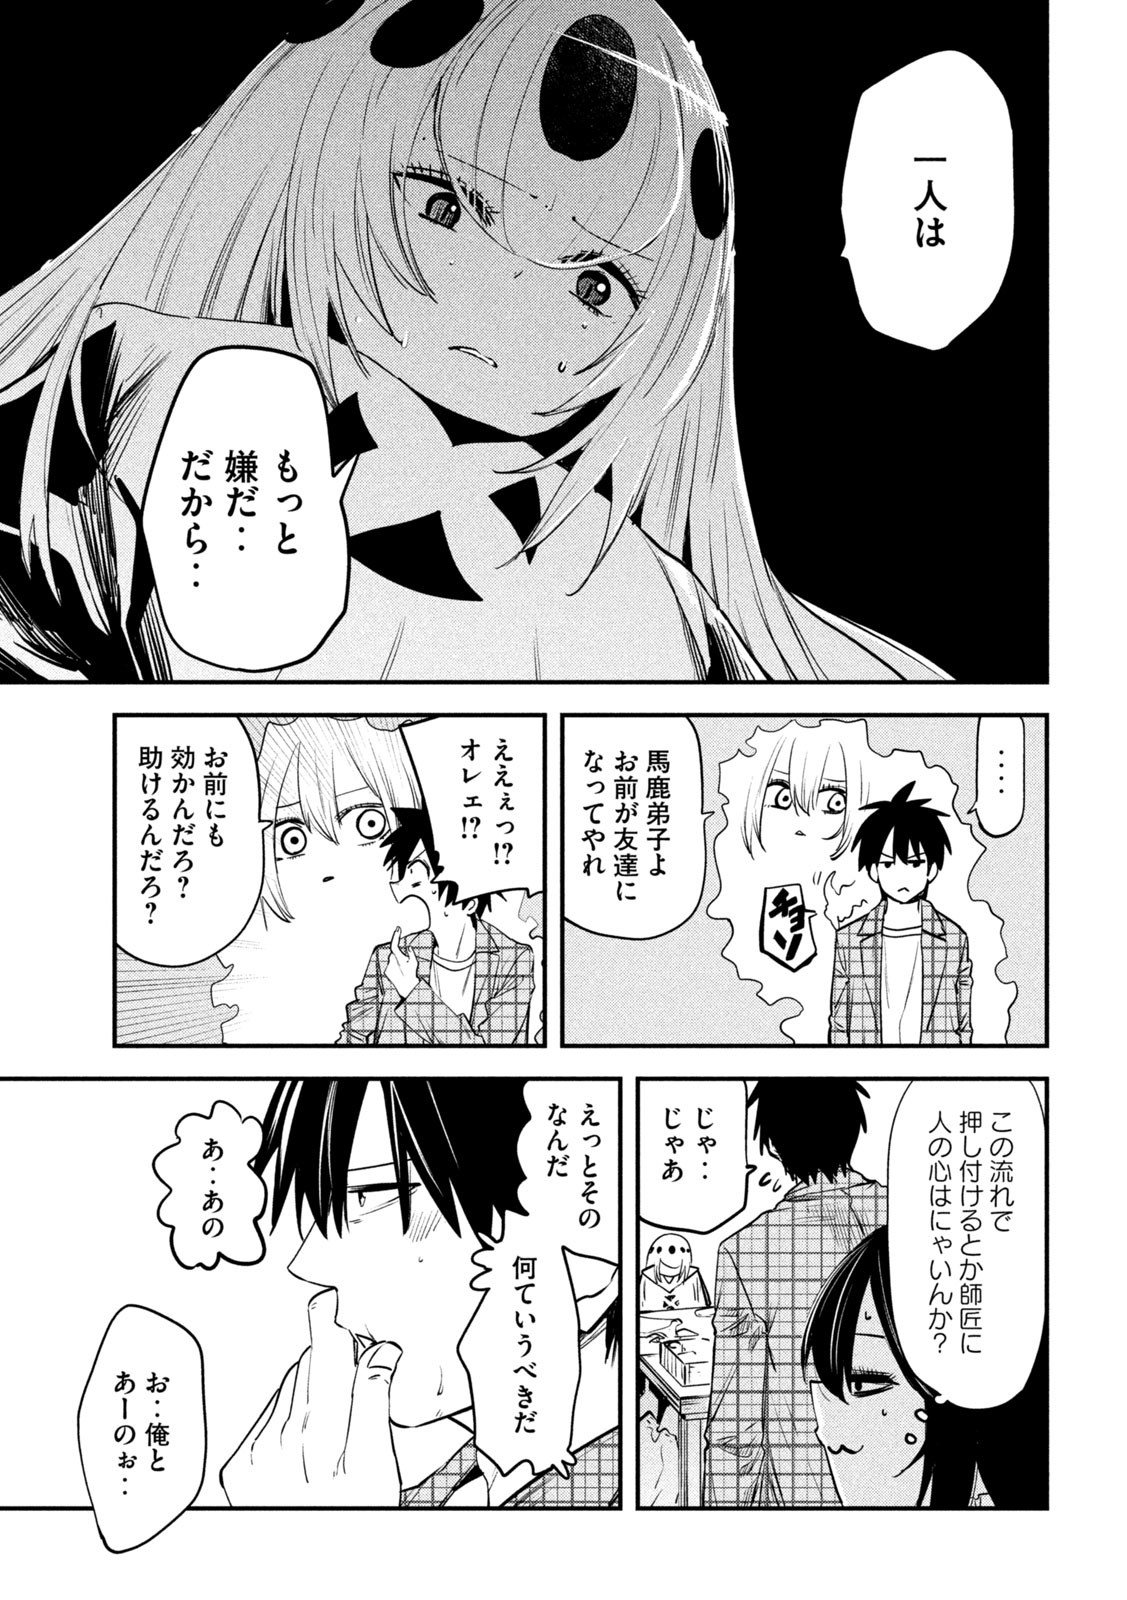 一人は
もっと
嫌だ‥
だから‥
‥‥
馬鹿弟子よ
お前が友達に
なってやれ
チョン
ええぇっ!?
オレェ!?
お前にも
効かんだろ?
助けるんだろ?
この流れで
押し付けるとか師匠に
人の心はにゃいんか?
じゃ‥
じゃあ
えっとその
なんだ
何ていうべきだ
あ‥あの
お‥俺と
あーのぉ‥